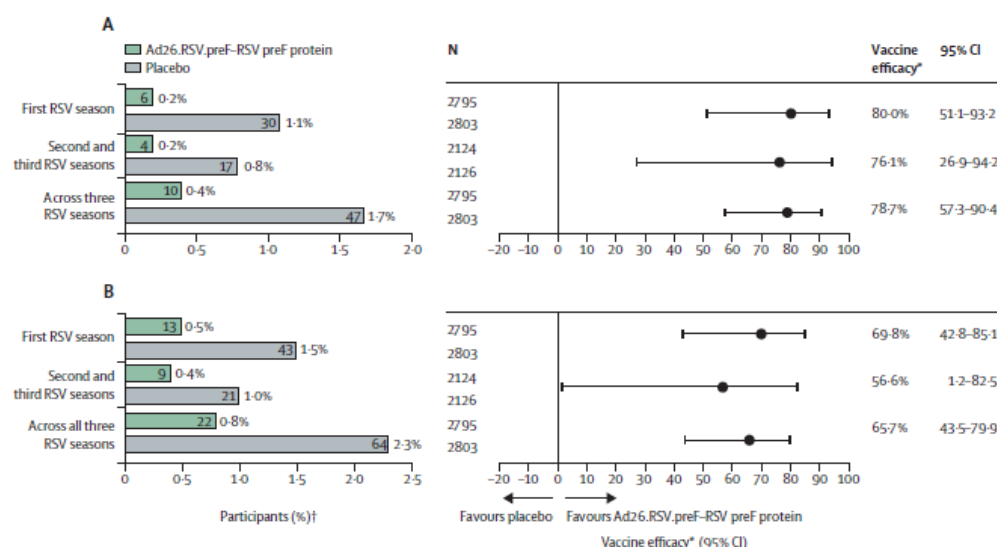 A
Ad26.RSV.preF–RSV preF protein
Placebo
N
Vaccine efficacy*
95% CI
First RSV season
6 0·2%
30 1·1%
2795
2803
80·0%
51·1–93·2
Second and
third RSV seasons
4 0·2%
17 0·8%
2124
2126
76·1%
26·9–94·2
Across three
RSV seasons
10 0·4%
47 1·7%
2795
2803
78·7%
57·3–90·4
0 0·5 1·0 1·5 2·0
−20 −10 0 10 20 30 40 50 60 70 80 90 100
B
First RSV season
13 0·5%
43 1·5%
2795
2803
69·8%
42·8–85·1
Second and
third RSV seasons
9 0·4%
21 1·0%
2124
2126
56·6%
1·2–82·5
Across all three
RSV seasons
22 0·8%
64 2·3%
2795
2803
65·7%
43·5–79·9
0 0·5 1·0 1·5 2·0 2·5
−20 −10 0 10 20 30 40 50 60 70 80 90 100
Participants (%)†
Favours placebo Favours Ad26.RSV.preF–RSV preF protein
Vaccine efficacy* (95% CI)